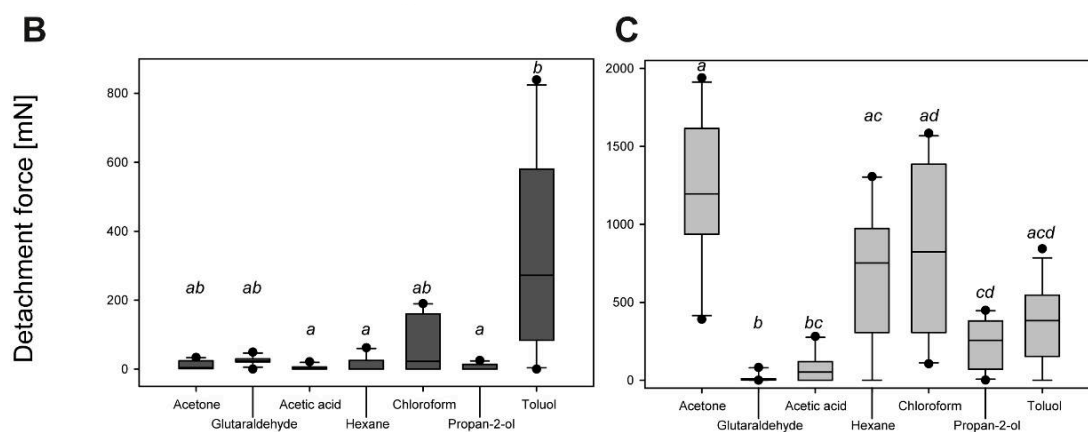 B
C
Detachment force [mN]
800
600
400
200
0
ab
ab
a
a
ab
a
b
Acetone
Acetic acid
Chloroform
Toluol
Glutaraldehyde
Hexane
Propan-2-ol
2000
1500
1000
500
0
a
b
bc
ac
ad
cd
acd
Acetone
Acetic acid
Chloroform
Toluol
Glutaraldehyde
Hexane
Propan-2-ol